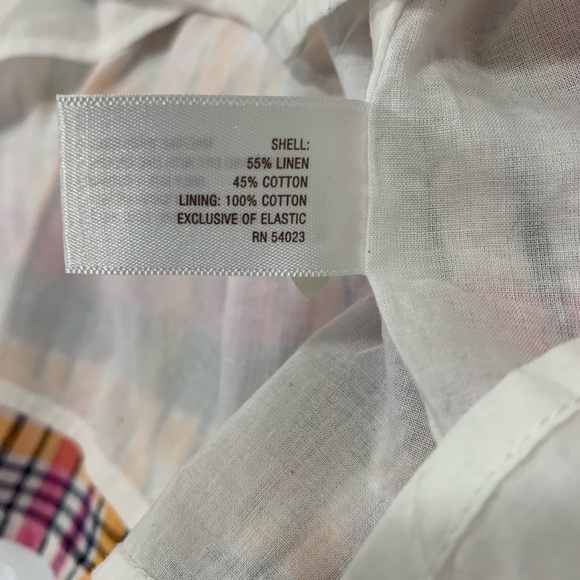 SHELL:
55% LINEN
45% COTTON
LINING: 100% COTTON
EXCLUSIVE OF ELASTIC
RN 54023